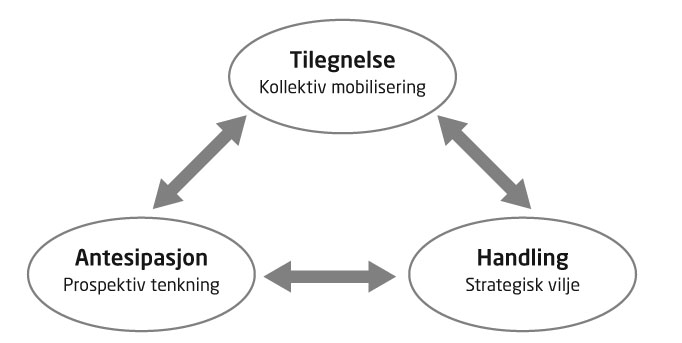 Tilegnelse
Kollektiv mobilisering
Antesipasjon
Prospektiv tenkning
Handling
Strategisk vilje